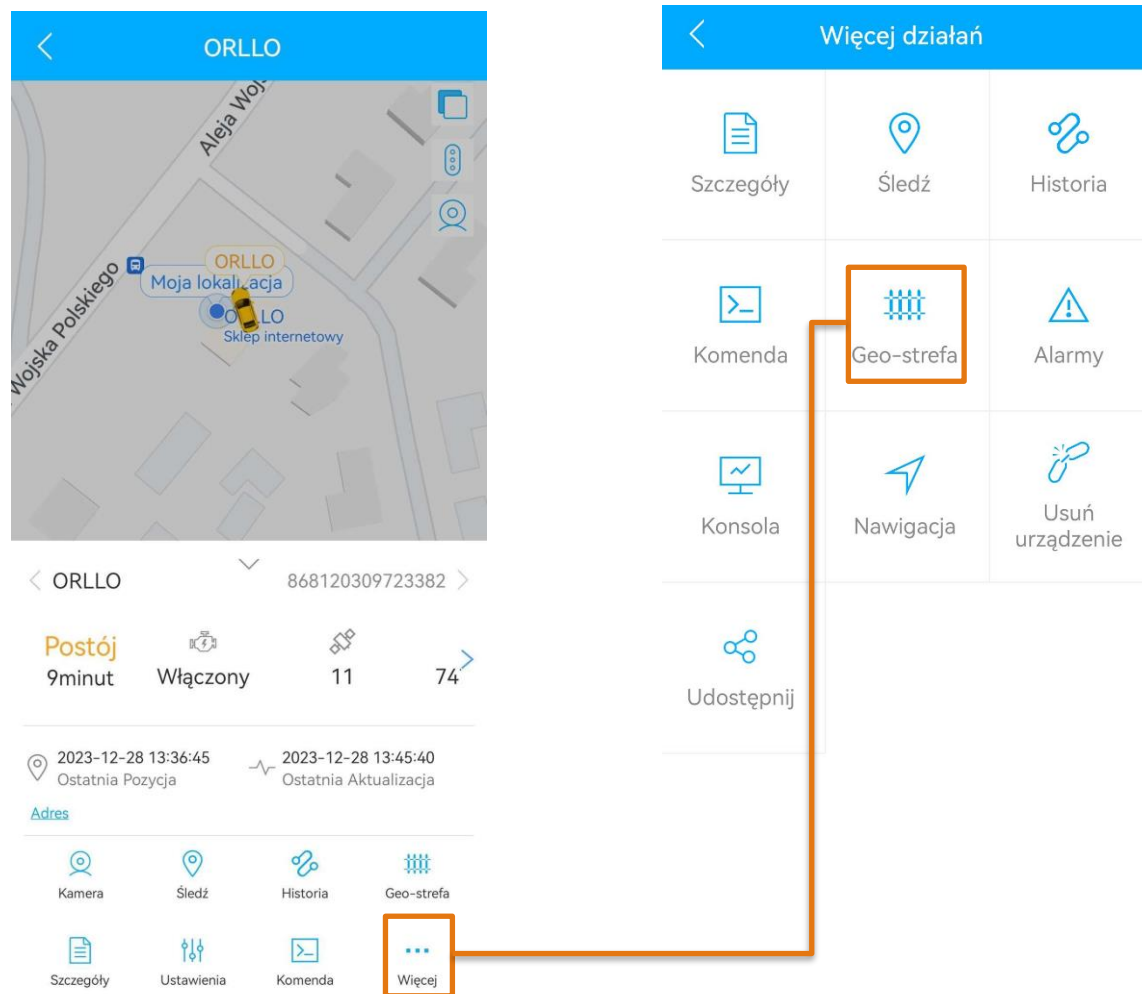 ORLLO
Aleja Woj
Wojska Polskiego
ORLLO
Moja lokalizacja
Sklep internetowy
ORLLO
868120309723382
Postój
9minut
Włączony
11
74
2023-12-28 13:36:45
Ostatnia Pozycja
2023-12-28 13:45:40
Ostatnia Aktualizacja
Adres
Kamera
Śledź
Historia
Geo-strefa
Szczegóły
Ustawienia
Komenda
Więcej
Więcej działań
Szczegóły
Śledź
Historia
Komenda
Geo-strefa
Alarmy
Konsola
Nawigacja
Usuń
urządzenie
Udostępnij